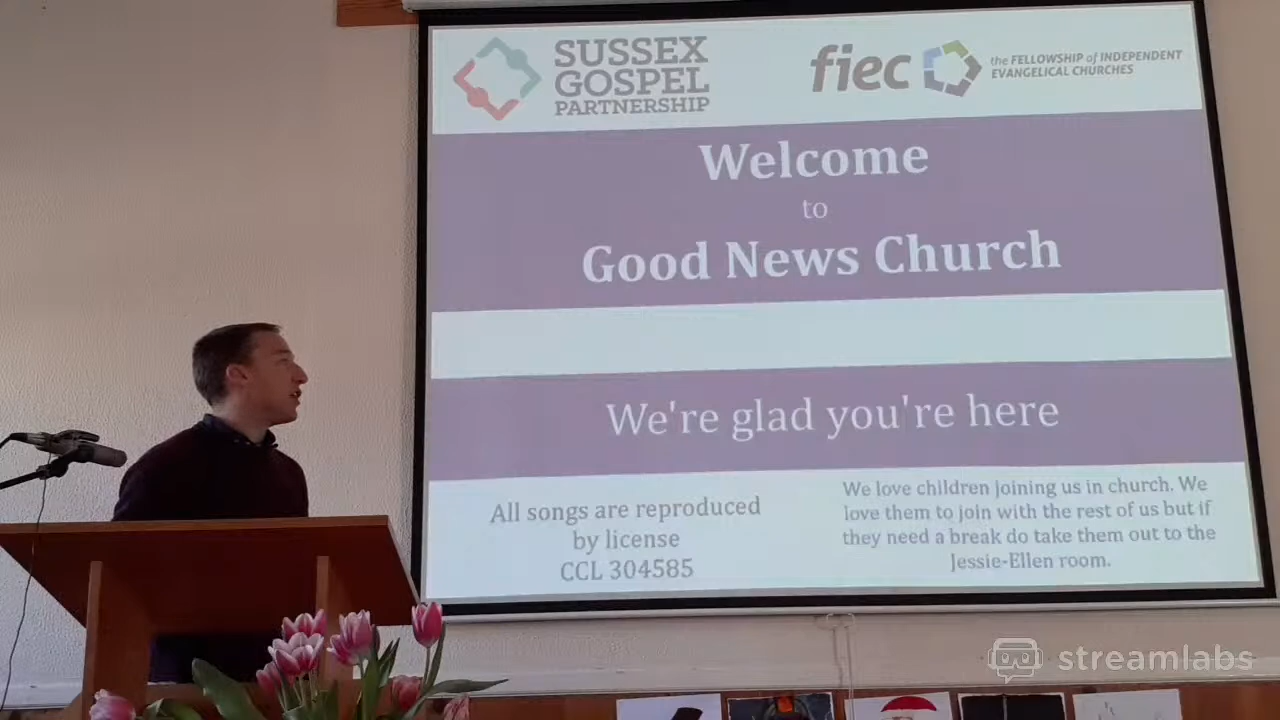 SUSSEX
GOSPEL
PARTNERSHIP
fiec
the FELLOWSHIP of INDEPENDENT
EVANGELICAL CHURCHES
Welcome
to
Good News Church
We're glad you're here
All songs are reproduced
by license
CCL 304585
We love children joining us in church. We
love them to join with the rest of us but if
they need a break do take them out to the
Jessie-Ellen room.
streamlabs